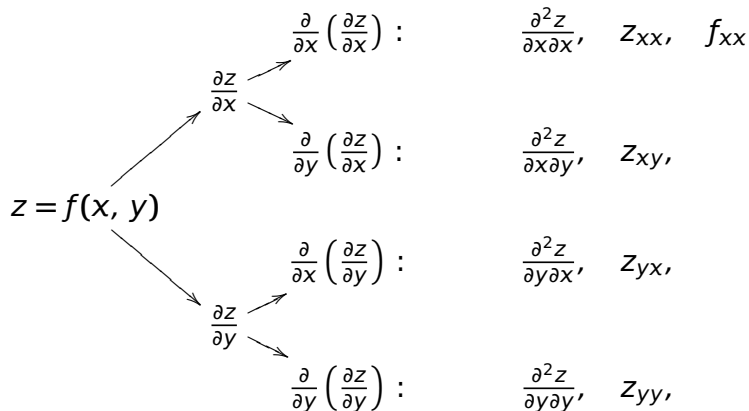 ∂/∂x (∂z/∂x) : ∂²z/∂x∂x, z_xx, f_xx
∂z/∂x
∂/∂y (∂z/∂x) : ∂²z/∂x∂y, z_xy,
z = f(x, y)
∂/∂x (∂z/∂y) : ∂²z/∂y∂x, z_yx,
∂z/∂y
∂/∂y (∂z/∂y) : ∂²z/∂y∂y, z_yy,